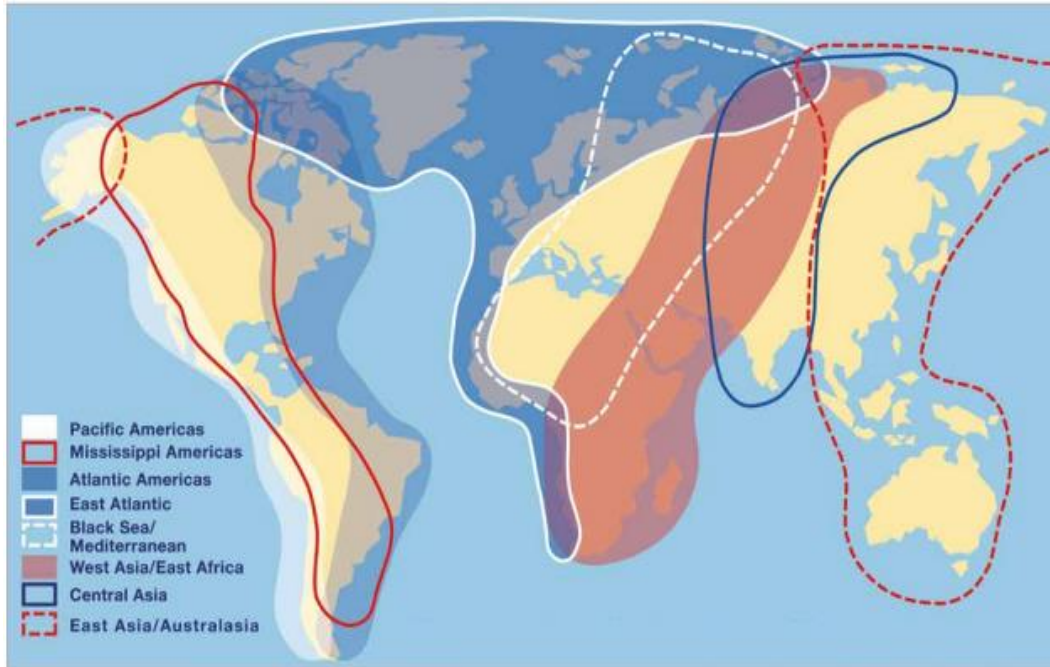 Pacific Americas
Mississippi Americas
Atlantic Americas
East Atlantic
Black Sea/
Mediterranean
West Asia/East Africa
Central Asia
East Asia/Australasia